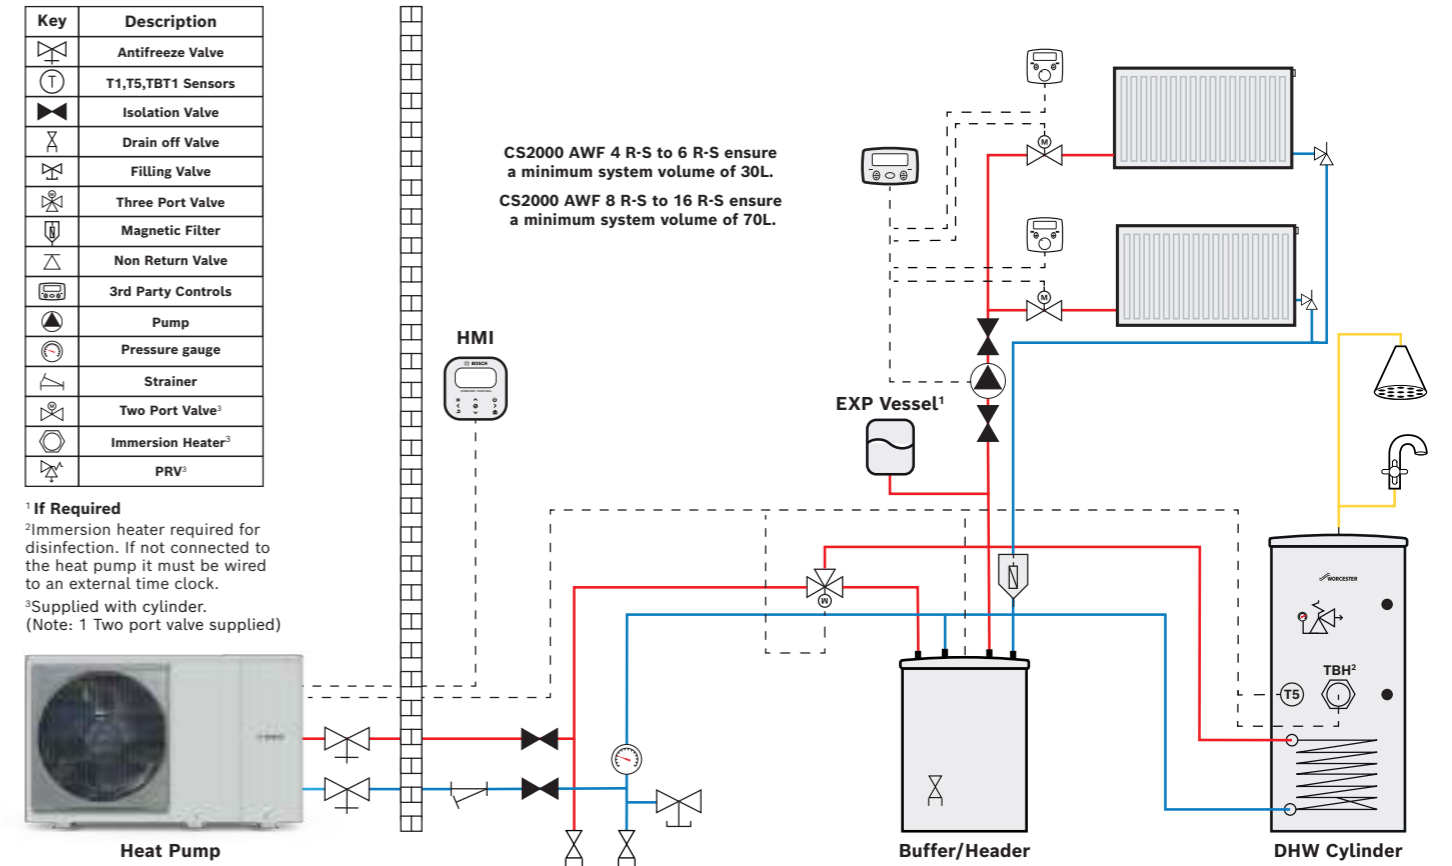 Key Description
Antifreeze Valve
T T1,T5,TBT1 Sensors
Isolation Valve
Drain off Valve
Filling Valve
M Three Port Valve
Magnetic Filter
Non Return Valve
3rd Party Controls
Pump
Pressure gauge
Strainer
M Two Port Valve³
Immersion Heater³
PRV³
¹ If Required
²Immersion heater required for
disinfection. If not connected to
the heat pump it must be wired
to an external time clock.
³Supplied with cylinder.
(Note: 1 Two port valve supplied)
Heat Pump
HMI
BOSCH
CS2000 AWF 4 R-S to 6 R-S ensure
a minimum system volume of 30L.
CS2000 AWF 8 R-S to 16 R-S ensure
a minimum system volume of 70L.
M
M
EXP Vessel¹
M
Buffer/Header
WORCESTER
TBH²
T5
DHW Cylinder